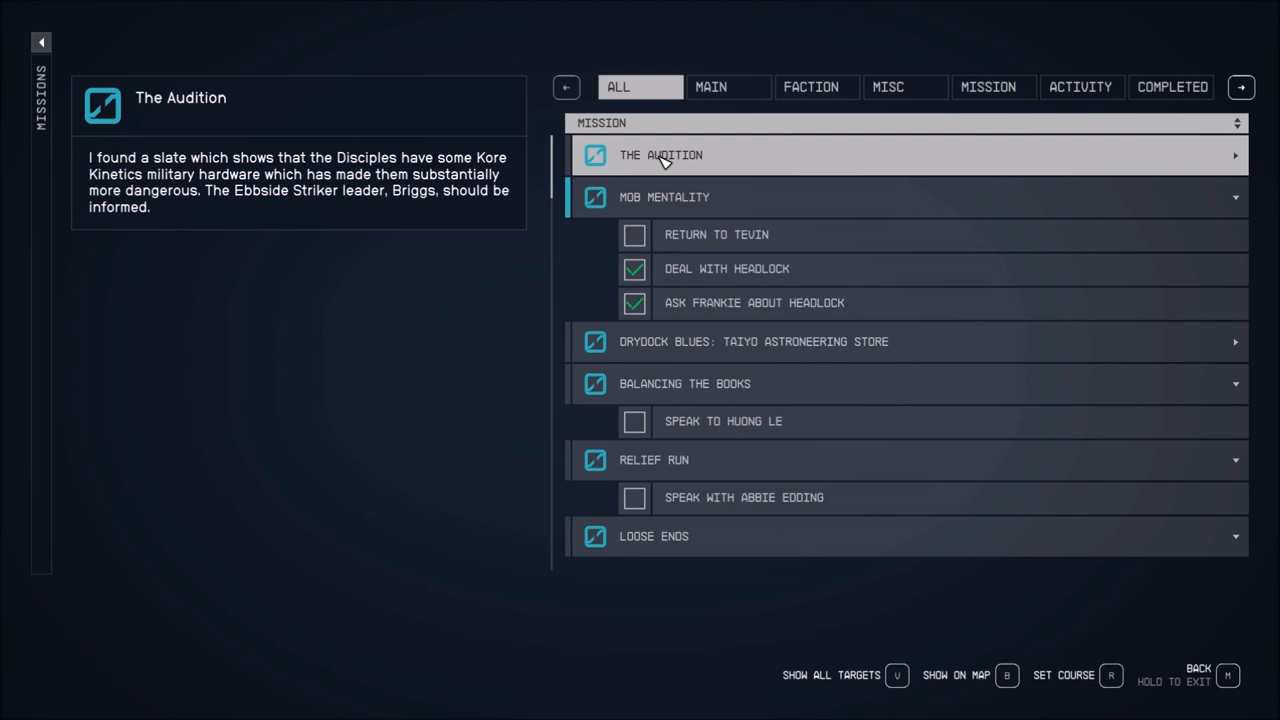 MISSIONS
The Audition
I found a slate which shows that the Disciples have some Kore
Kinetics military hardware which has made them substantially
more dangerous. The Ebbside Striker leader, Briggs, should be
informed.
ALL
MAIN
FACTION
MISC
MISSION
ACTIVITY
COMPLETED
MISSION
THE AUDITION
MOB MENTALITY
RETURN TO TEVIN
DEAL WITH HEADLOCK
ASK FRANKIE ABOUT HEADLOCK
DRYDOCK BLUES: TAIYO ASTRONEERING STORE
BALANCING THE BOOKS
SPEAK TO HUONG LE
RELIEF RUN
SPEAK WITH ABBIE EDDING
LOOSE ENDS
SHOW ALL TARGETS V
SHOW ON MAP B
SET COURSE R
BACK
HOLD TO EXIT M